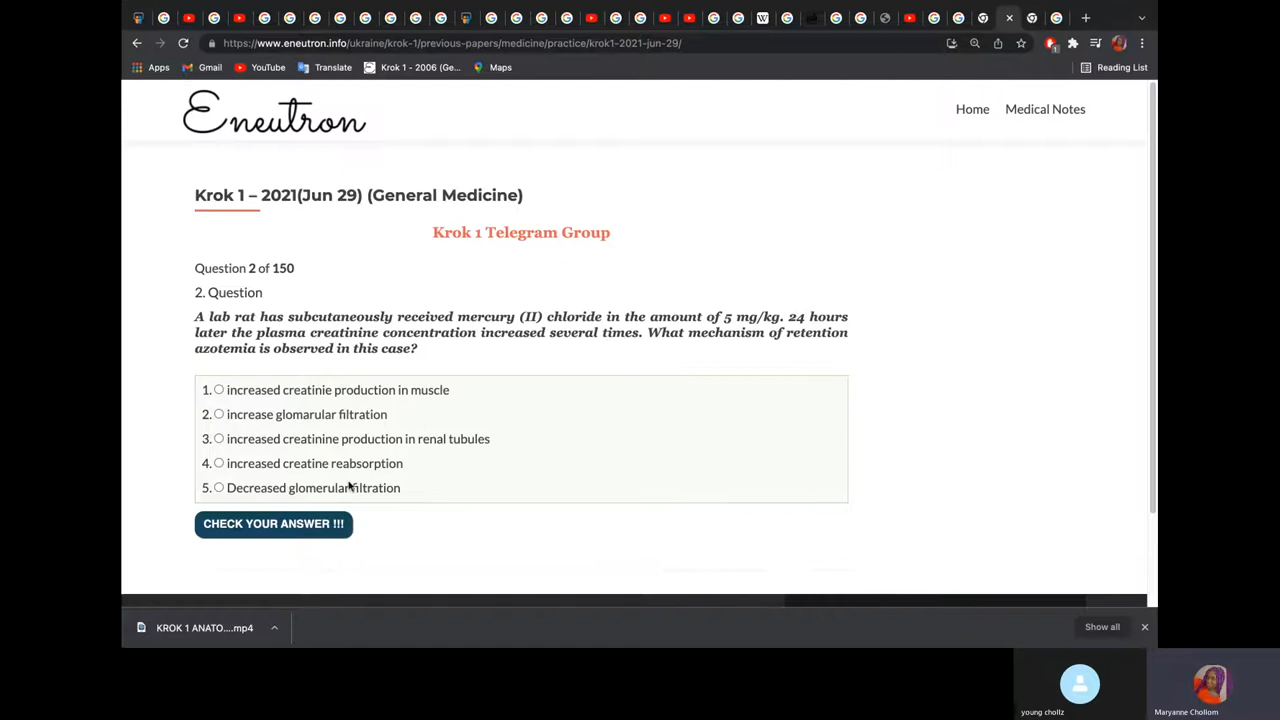 https://www.eneutron.info/ukraine/krok-1/previous-papers/medicine/practice/krok1-2021-jun-29/
Apps Gmail YouTube Translate Krok 1 - 2006 (Ge... Maps Reading List
Eneutron
Home Medical Notes
Krok 1 – 2021(Jun 29) (General Medicine)
Krok 1 Telegram Group
Question 2 of 150
2. Question
A lab rat has subcutaneously received mercury (II) chloride in the amount of 5 mg/kg. 24 hours
later the plasma creatinine concentration increased several times. What mechanism of retention
azotemia is observed in this case?
1. increased creatinie production in muscle
2. increase glomarular filtration
3. increased creatinine production in renal tubules
4. increased creatine reabsorption
5. Decreased glomerular filtration
CHECK YOUR ANSWER !!!
KROK 1 ANATO....mp4
Show all
young chollz
Maryanne Chollom